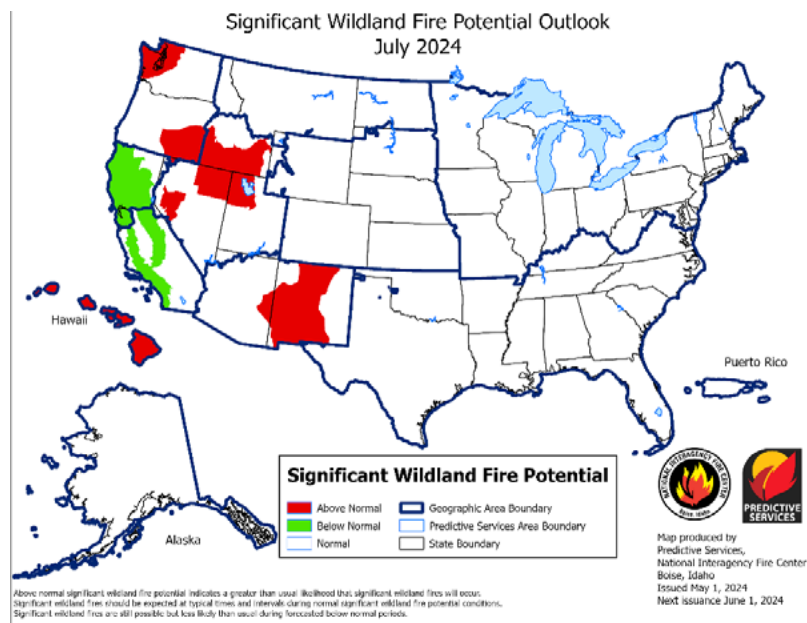 Significant Wildland Fire Potential Outlook
July 2024
Hawaii
Puerto Rico
Alaska
Significant Wildland Fire Potential
Above Normal
Below Normal
Normal
Geographic Area Boundary
Predictive Services Area Boundary
State Boundary
NATIONAL INTERAGENCY FIRE CENTER
Boise, Idaho
PREDICTIVE
SERVICES
Map produced by
Predictive Services,
National Interagency Fire Center
Boise, Idaho
Issued May 1, 2024
Next issuance June 1, 2024
Above normal significant wildland fire potential indicates a greater than usual likelihood that significant wildland fires will occur.
Significant wildland fires should be expected at typical times and intervals during normal significant wildland fire potential conditions.
Significant wildland fires are still possible but less likely than usual during forecasted below normal periods.